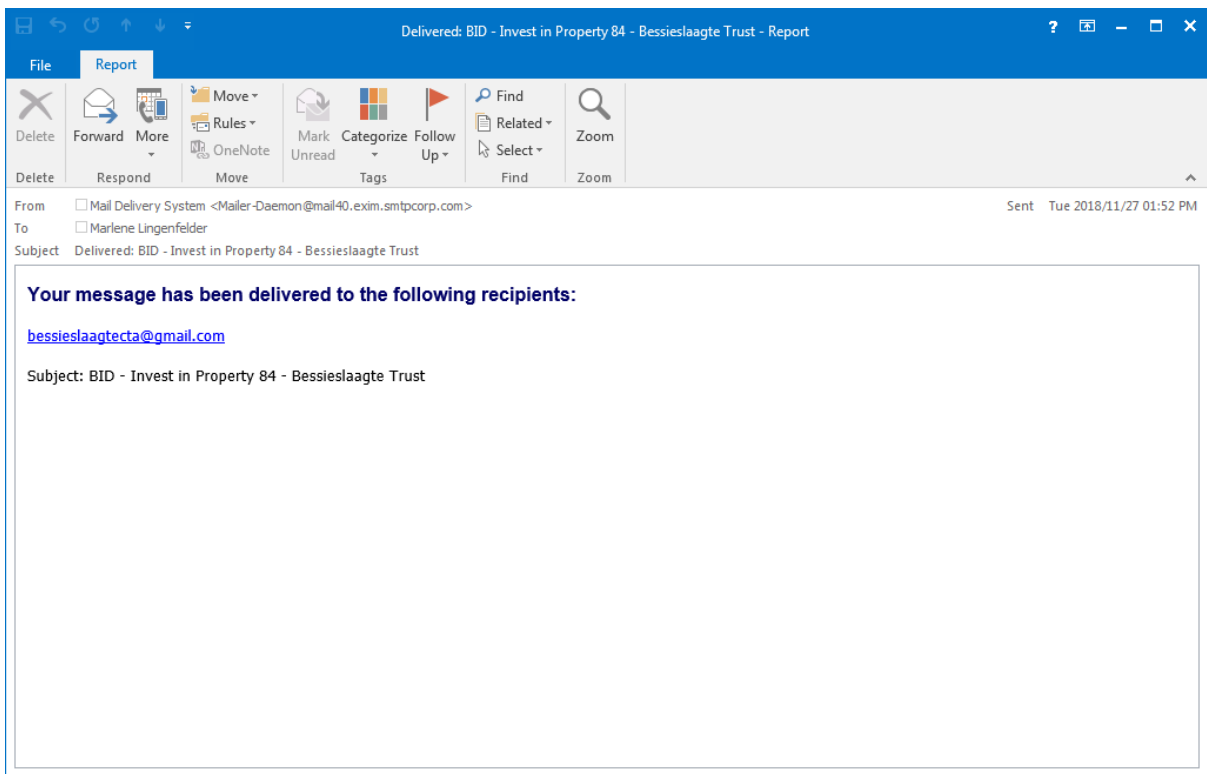 Delivered: BID - Invest in Property 84 - Bessieslaagte Trust - Report
File Report
Delete
Forward
More
Move
Rules
OneNote
Mark Unread
Categorize
Follow Up
Find
Related
Select
Zoom
Delete Respond Move Tags Find Zoom
From Mail Delivery System <Mailer-Daemon@mail40.exim.smtpcorp.com> Sent Tue 2018/11/27 01:52 PM
To Marlene Lingenfelder
Subject Delivered: BID - Invest in Property 84 - Bessieslaagte Trust
Your message has been delivered to the following recipients:
bessieslaagtecta@gmail.com
Subject: BID - Invest in Property 84 - Bessieslaagte Trust